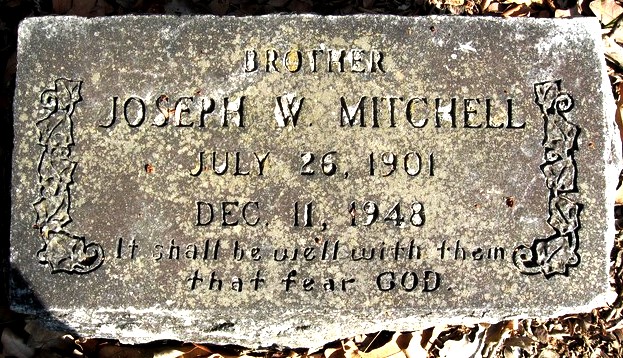 BROTHER
JOSEPH W. MITCHELL
JULY 26, 1901
DEC. 11, 1948
It shall be well with them
that fear GOD.